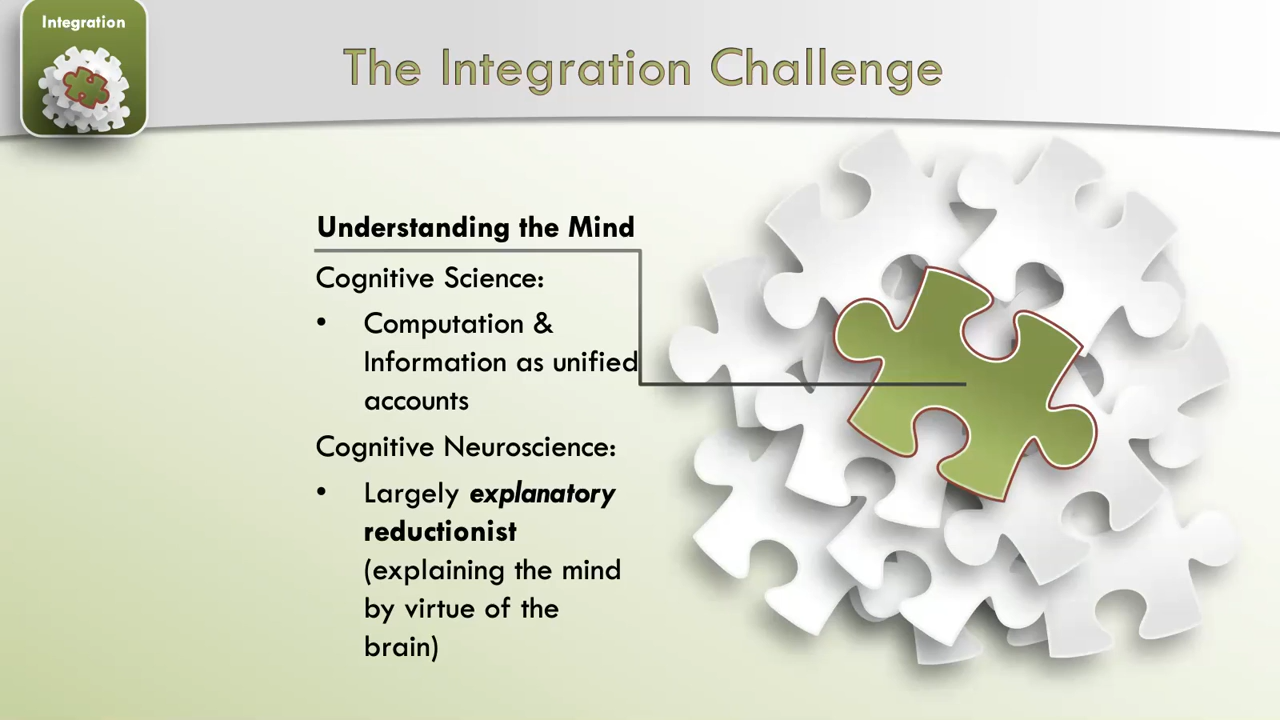 Integration
The Integration Challenge
Understanding the Mind
Cognitive Science:
• Computation &
Information as unified
accounts
Cognitive Neuroscience:
• Largely explanatory
reductionist
(explaining the mind
by virtue of the
brain)